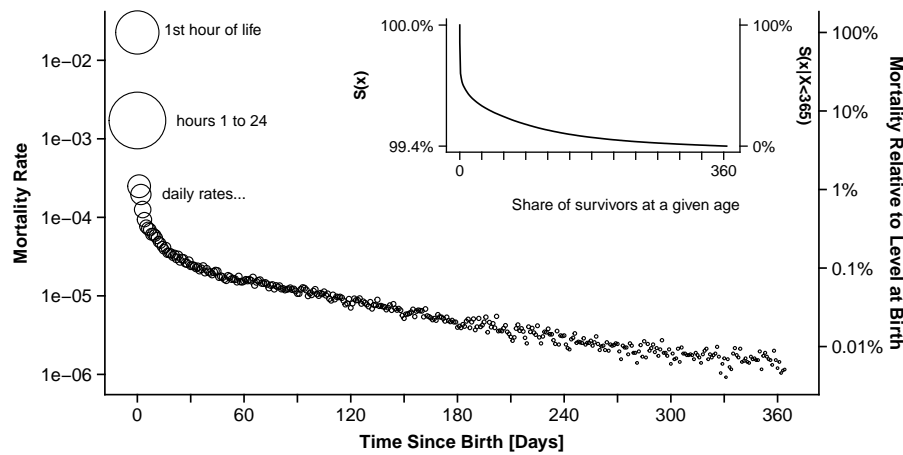 1st hour of life
hours 1 to 24
daily rates...
1e−02
1e−03
1e−04
1e−05
1e−06
Mortality Rate
0
60
120
180
240
300
360
Time Since Birth [Days]
100%
10%
1%
0.1%
0.01%
Mortality Relative to Level at Birth
100.0%
99.4%
S(x)
100%
0%
S(x|X<365)
0
360
Share of survivors at a given age